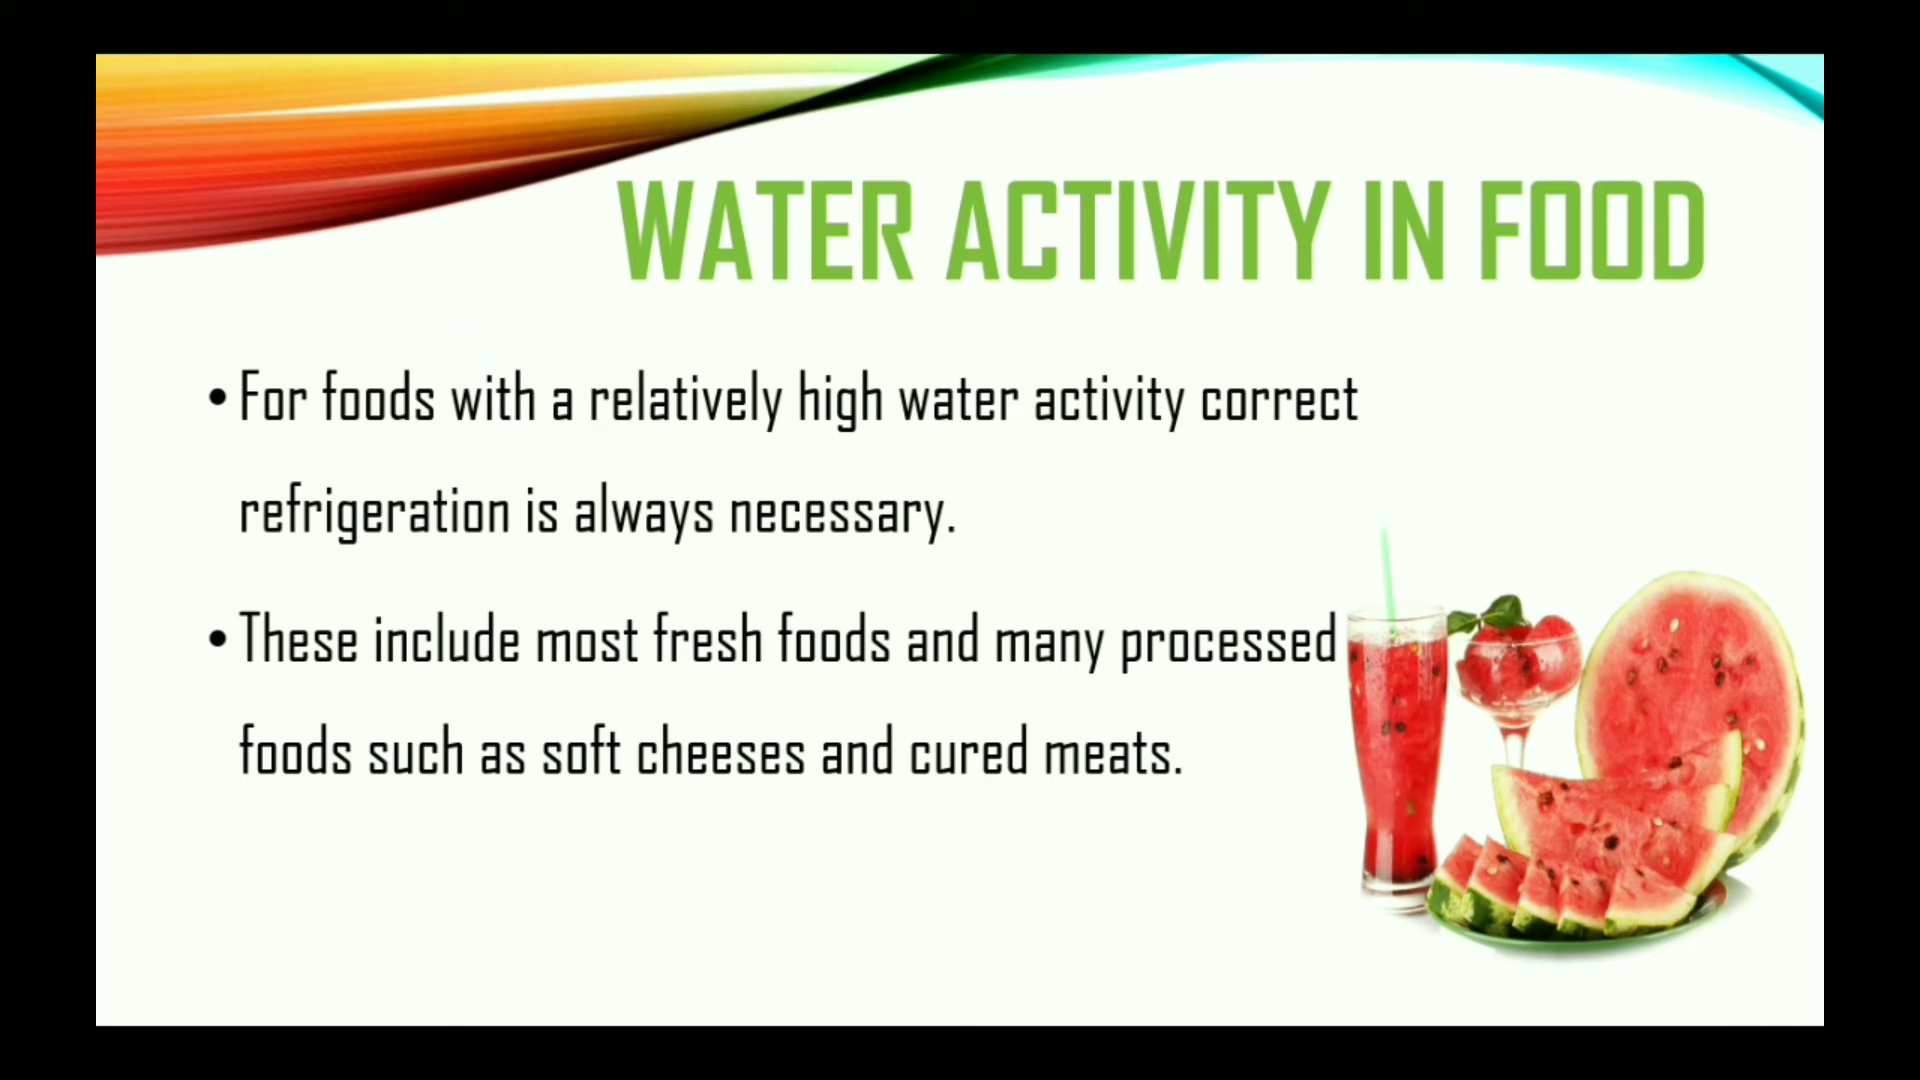 WATER ACTIVITY IN FOOD
• For foods with a relatively high water activity correct
refrigeration is always necessary.
• These include most fresh foods and many processed
foods such as soft cheeses and cured meats.